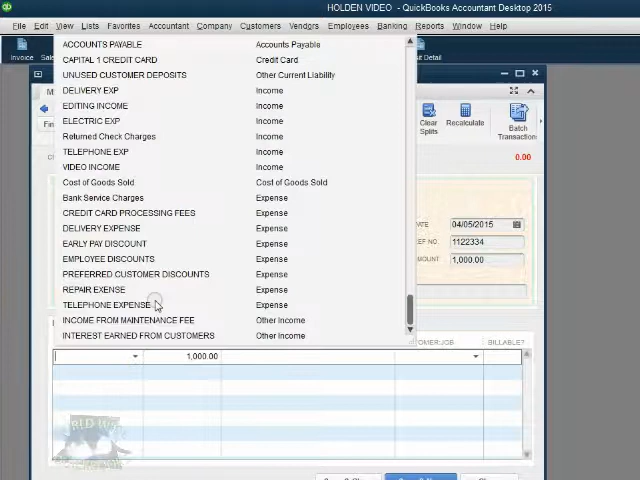 HOLDEN VIDEO - QuickBooks Accountant Desktop 2015
File Edit View Lists Favorites Accountant Company Customers Vendors Employees Banking Reports Window Help
Invoice
Detail
ACCOUNTS PAYABLE Accounts Payable
CAPITAL 1 CREDIT CARD Credit Card
UNUSED CUSTOMER DEPOSITS Other Current Liability
DELIVERY EXP Income
EDITING INCOME Income
ELECTRIC EXP Income
Returned Check Charges Income
TELEPHONE EXP Income
VIDEO INCOME Income
Cost of Goods Sold Cost of Goods Sold
Bank Service Charges Expense
CREDIT CARD PROCESSING FEES Expense
DELIVERY EXPENSE Expense
EARLY PAY DISCOUNT Expense
EMPLOYEE DISCOUNTS Expense
PREFERRED CUSTOMER DISCOUNTS Expense
REPAIR EXENSE Expense
TELEPHONE EXPENSE Expense
INCOME FROM MAINTENANCE FEE Other Income
INTEREST EARNED FROM CUSTOMERS Other Income
Clear Splits
Recalculate
Batch Transaction
0.00
04/05/2015
REF NO. 1122334
1,000.00
BILLABLE?
1,000.00